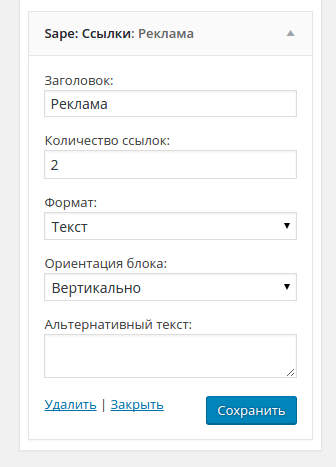 Sape: Ссылки: Реклама
Заголовок:
Реклама
Количество ссылок:
2
Формат:
Текст
Ориентация блока:
Вертикально
Альтернативный текст:
Удалить | Закрыть
Сохранить